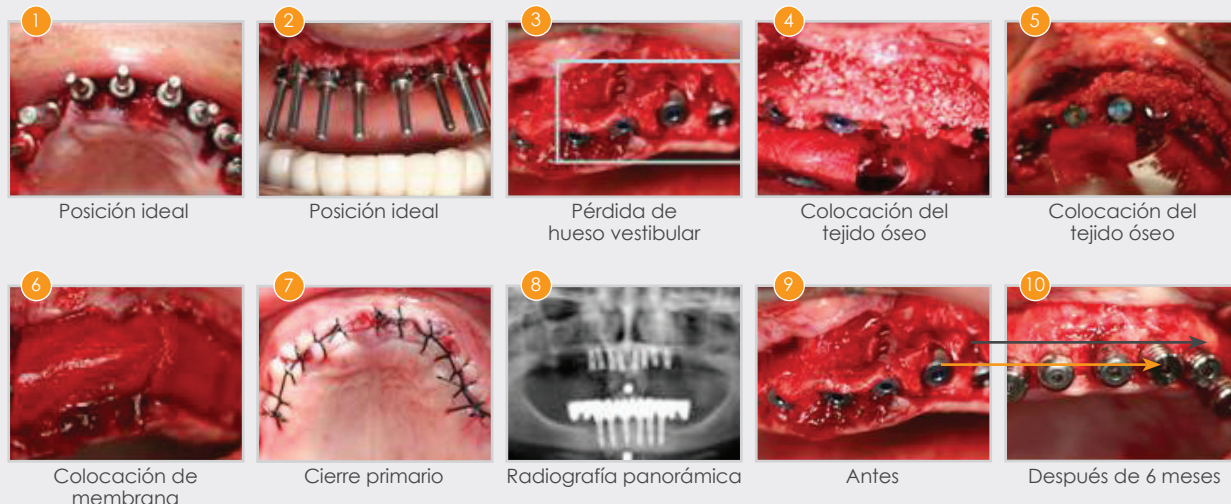 1
2
3
4
5
Posición ideal
Posición ideal
Pérdida de
hueso vestibular
Colocación del
tejido óseo
Colocación del
tejido óseo
6
7
8
9
10
Colocación de
membrana
Cierre primario
Radiografía panorámica
Antes
Después de 6 meses